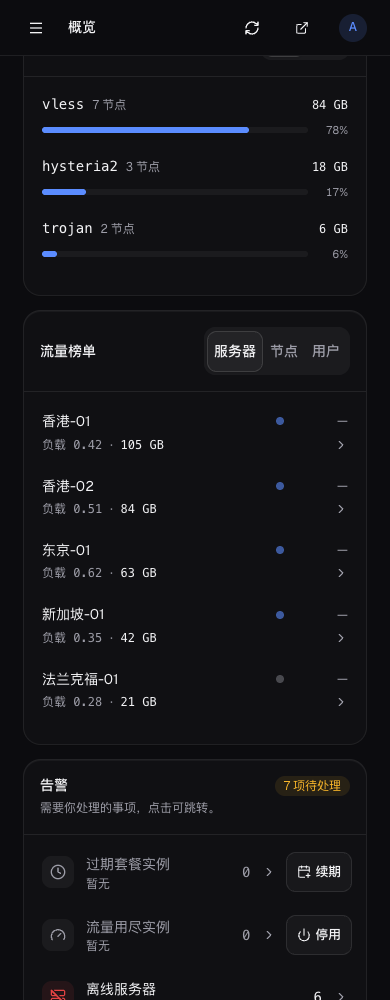 概览
A
vless 7 节点 84 GB
78%
hysteria2 3 节点 18 GB
17%
trojan 2 节点 6 GB
6%
流量榜单 服务器 节点 用户
香港-01 —
负载 0.42 · 105 GB
香港-02 —
负载 0.51 · 84 GB
东京-01 —
负载 0.62 · 63 GB
新加坡-01 —
负载 0.35 · 42 GB
法兰克福-01 —
负载 0.28 · 21 GB
告警 7 项待处理
需要你处理的事项，点击可跳转。
过期套餐实例 0 续期
暂无
流量用尽实例 0 停用
暂无
离线服务器 6